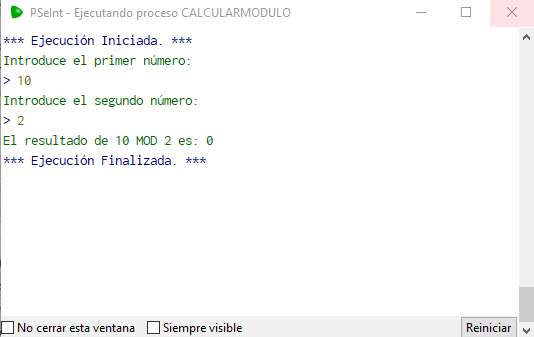 PSeInt - Ejecutando proceso CALCULARMODULO
*** Ejecución Iniciada. ***
Introduce el primer número:
> 10
Introduce el segundo número:
> 2
El resultado de 10 MOD 2 es: 0
*** Ejecución Finalizada. ***
No cerrar esta ventana Siempre visible Reiniciar